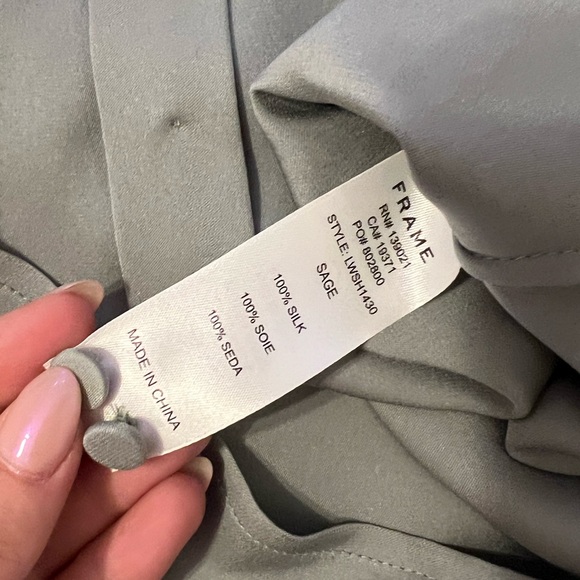 FRAME
RN# 139021
CA# 19371
PO# 802800
STYLE: LWSH1430
SAGE
100% SILK
100% SOIE
100% SEDA
MADE IN CHINA